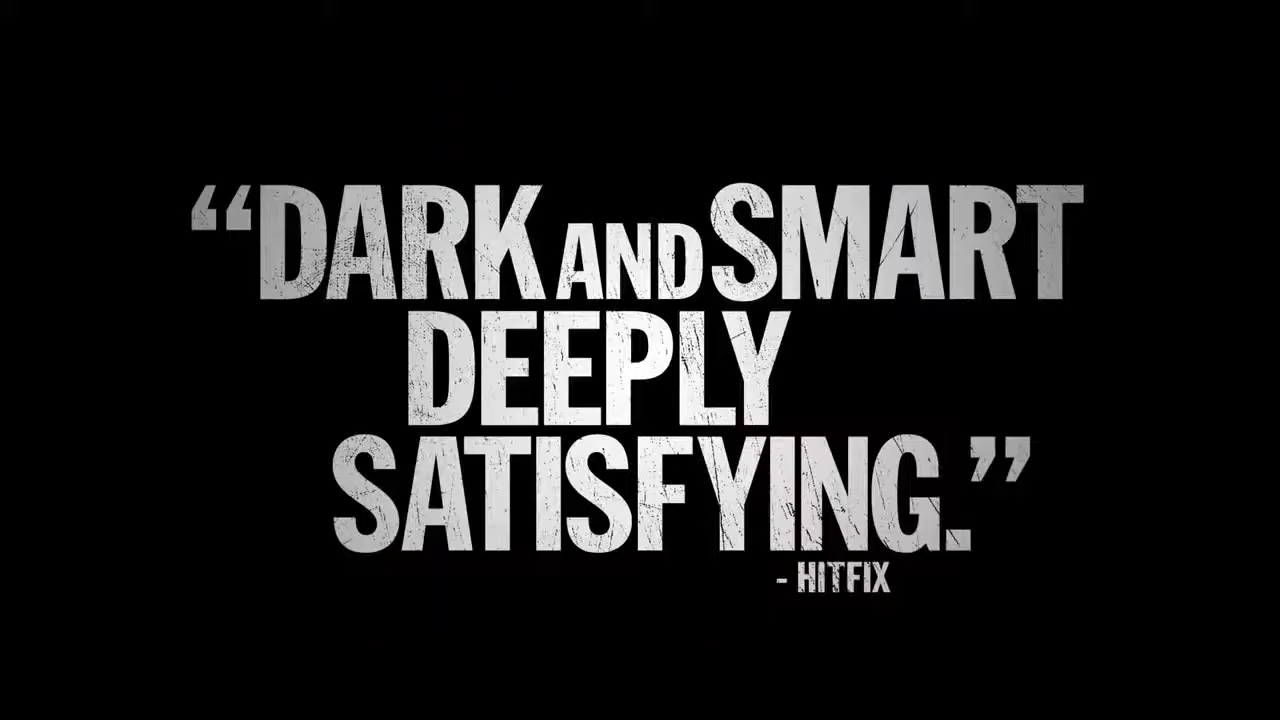 “DARK AND SMART
DEEPLY
SATISFYING.”
- HITFIX